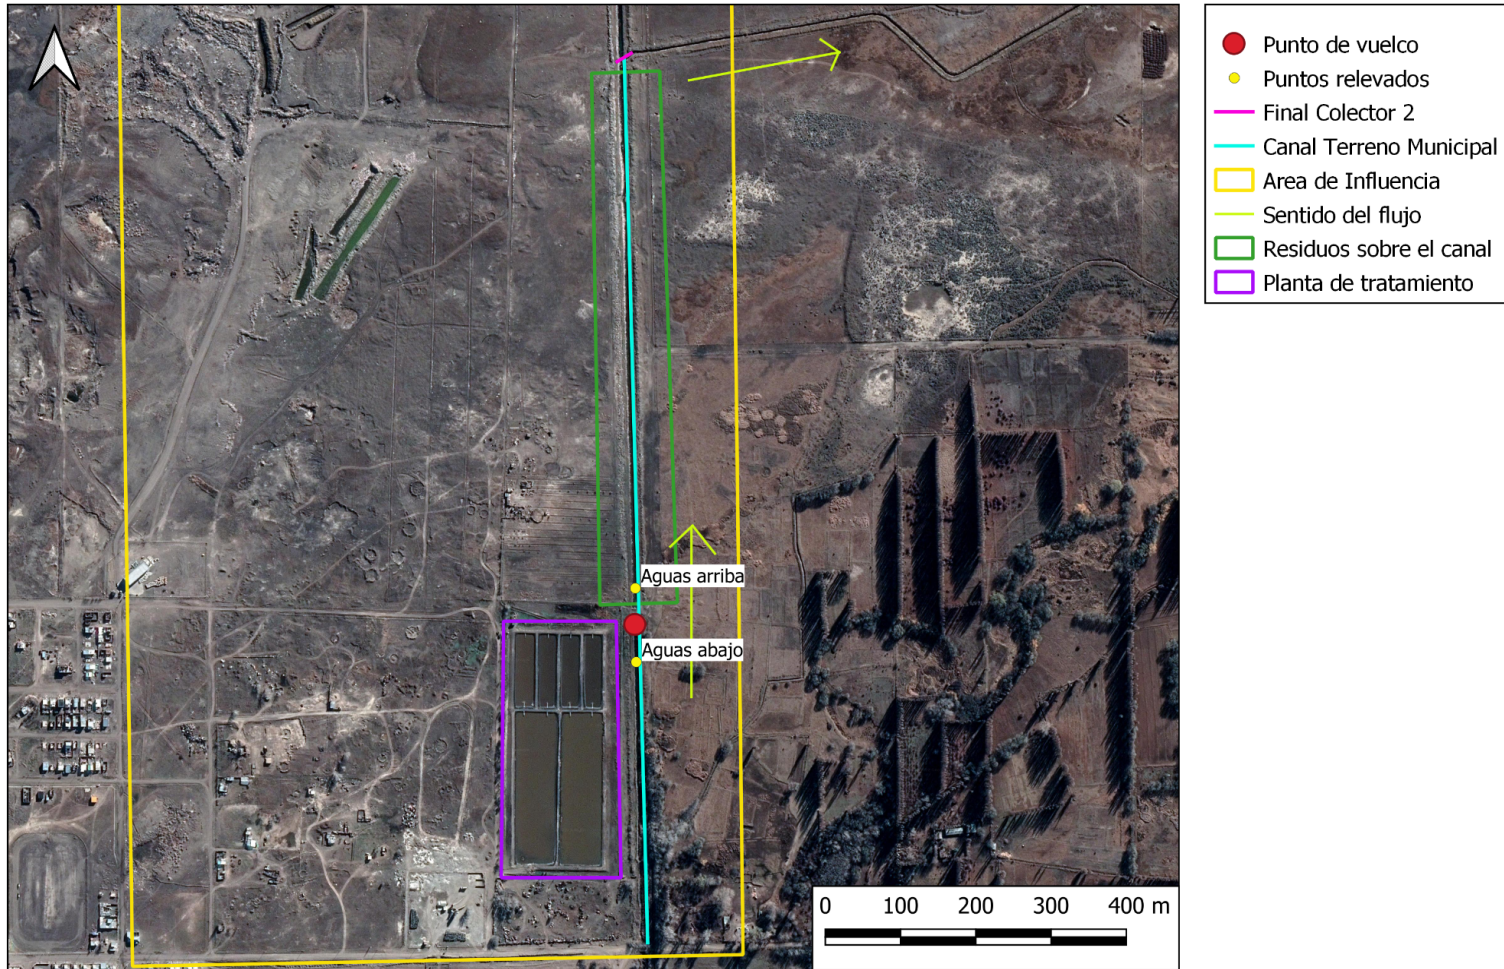 Punto de vuelco
Puntos relevados
Final Colector 2
Canal Terreno Municipal
Area de Influencia
Sentido del flujo
Residuos sobre el canal
Planta de tratamiento
Aguas arriba
Aguas abajo
0 100 200 300 400 m